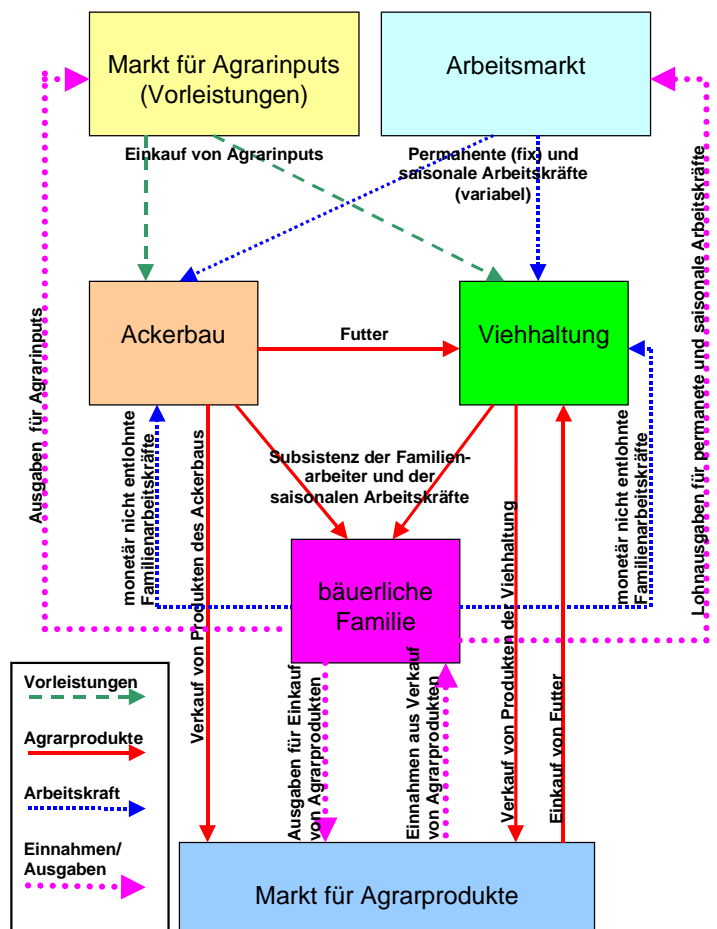 Markt für Agrarinputs
(Vorleistungen)
Arbeitsmarkt
Einkauf von Agrarinputs
Permanente (fix) und
saisonale Arbeitskräfte
(variabel)
Ausgaben für Agrarinputs
Lohnausgaben für permanete und saisonale Arbeitskräfte
Ackerbau
Futter
Viehhaltung
monetär nicht entlohnte
Familienarbeitskräfte
Verkauf von Produkten des Ackerbaus
Subsistenz der Familien-
arbeiter und der
saisonalen Arbeitskräfte
Verkauf von Produkten der Viehhaltung
Einkauf von Futter
monetär nicht entlohnte
Familienarbeitskräfte
bäuerliche
Familie
Ausgaben für Einkauf
von Agrarprodukten
Einnahmen aus Verkauf
von Agrarprodukten
Vorleistungen
Agrarprodukte
Arbeitskraft
Einnahmen/
Ausgaben
Markt für Agrarprodukte